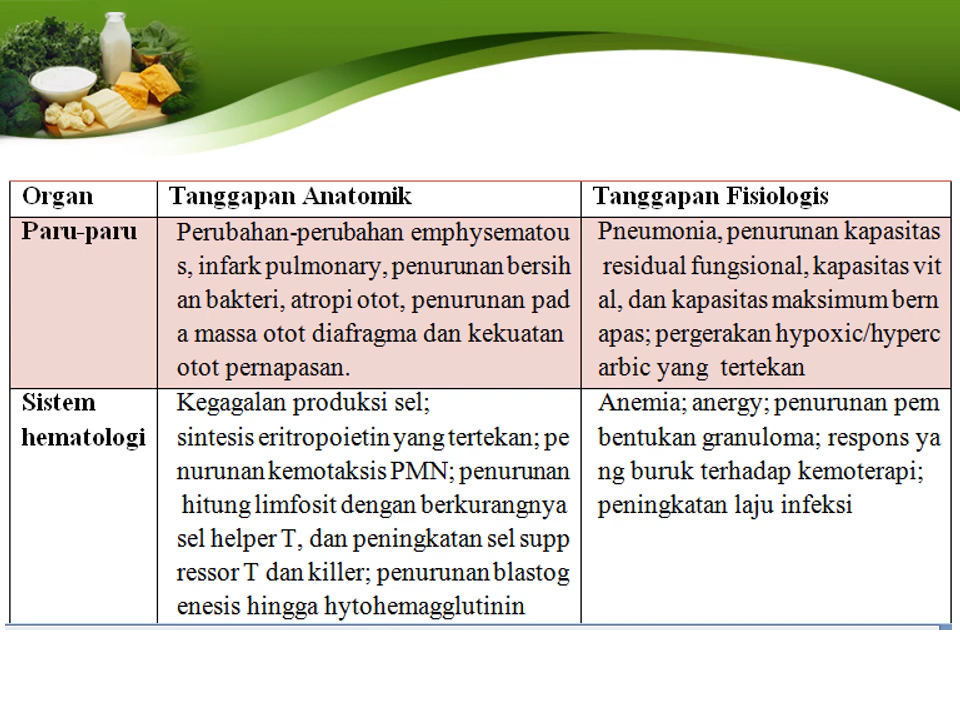 Organ
Tanggapan Anatomik
Tanggapan Fisiologis
Paru-paru
Perubahan-perubahan emphysematou
s, infark pulmonary, penurunan bersih
an bakteri, atropi otot, penurunan pad
a massa otot diafragma dan kekuatan
otot pernapasan.
Pneumonia, penurunan kapasitas
residual fungsional, kapasitas vit
al, dan kapasitas maksimum bern
apas; pergerakan hypoxic/hyperc
arbic yang tertekan
Sistem
hematologi
Kegagalan produksi sel;
sintesis eritropoietin yang tertekan; pe
nurunan kemotaksis PMN; penurunan
hitung limfosit dengan berkurangnya
sel helper T, dan peningkatan sel supp
ressor T dan killer; penurunan blastog
enesis hingga hytohemagglutinin
Anemia; anergy; penurunan pem
bentukan granuloma; respons ya
ng buruk terhadap kemoterapi;
peningkatan laju infeksi